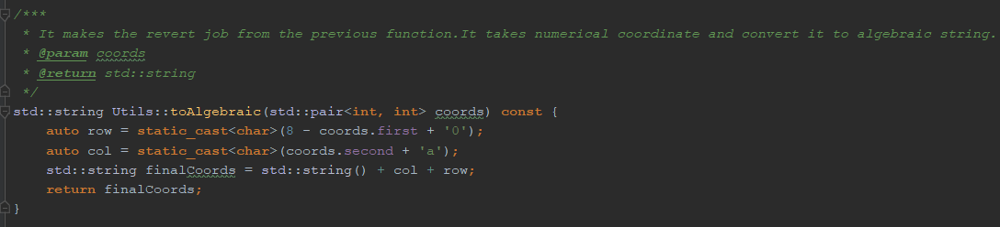 /***
 * It makes the revert job from the previous function.It takes numerical coordinate and convert it to algebraic string.
 * @param coords
 * @return std::string
 */
std::string Utils::toAlgebraic(std::pair<int, int> coords) const {
    auto row = static_cast<char>(8 - coords.first + '0');
    auto col = static_cast<char>(coords.second + 'a');
    std::string finalCoords = std::string() + col + row;
    return finalCoords;
}